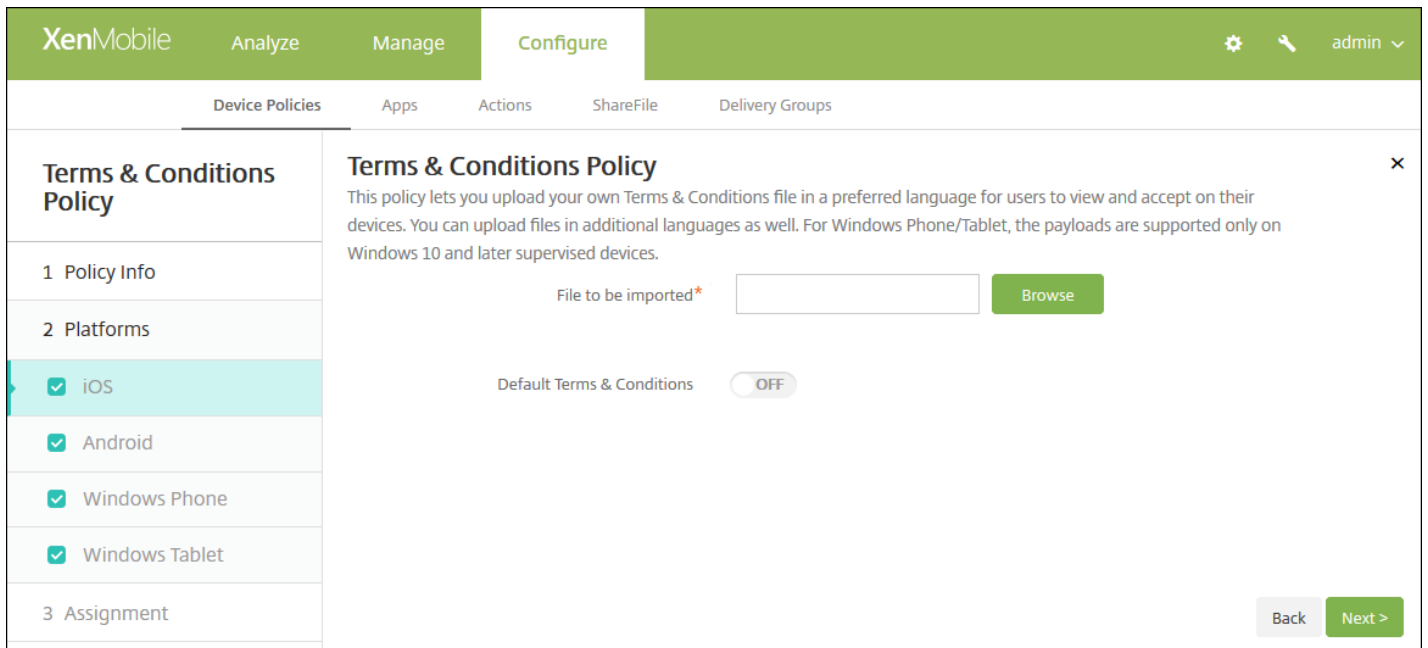 XenMobile Analyze Manage Configure admin
Device Policies Apps Actions ShareFile Delivery Groups
Terms & Conditions
Policy
1 Policy Info
2 Platforms
iOS
Android
Windows Phone
Windows Tablet
3 Assignment
Terms & Conditions Policy
This policy lets you upload your own Terms & Conditions file in a preferred language for users to view and accept on their
devices. You can upload files in additional languages as well. For Windows Phone/Tablet, the payloads are supported only on
Windows 10 and later supervised devices.
File to be imported* Browse
Default Terms & Conditions OFF
Back Next >